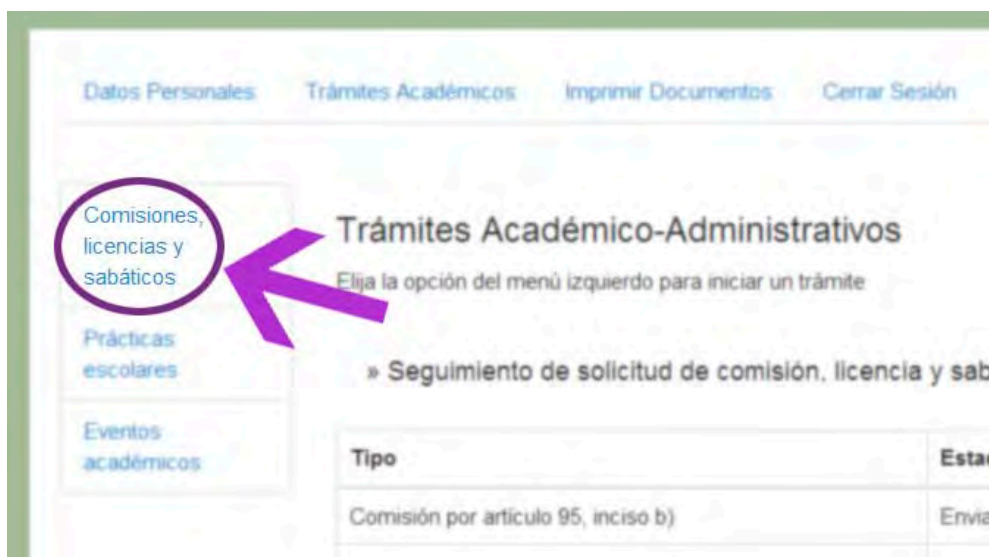 Datos Personales Trámites Académicos Imprimir Documentos Cerrar Sesión
Comisiones,
licencias y
sabáticos
Prácticas
escolares
Eventos
académicos
Trámites Académico-Administrativos
Elija la opción del menú izquierdo para iniciar un trámite
» Seguimiento de solicitud de comisión, licencia y sab
Tipo Esta
Comisión por artículo 95, inciso b) Envia